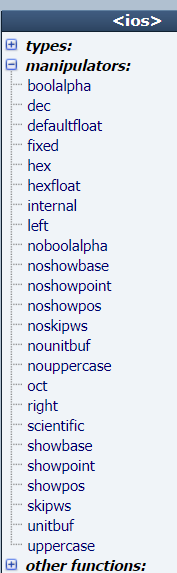 <ios>
types:
manipulators:
boolalpha
dec
defaultfloat
fixed
hex
hexfloat
internal
left
noboolalpha
noshowbase
noshowpoint
noshowpos
noskipws
nounitbuf
nouppercase
oct
right
scientific
showbase
showpoint
showpos
skipws
unitbuf
uppercase
other functions: